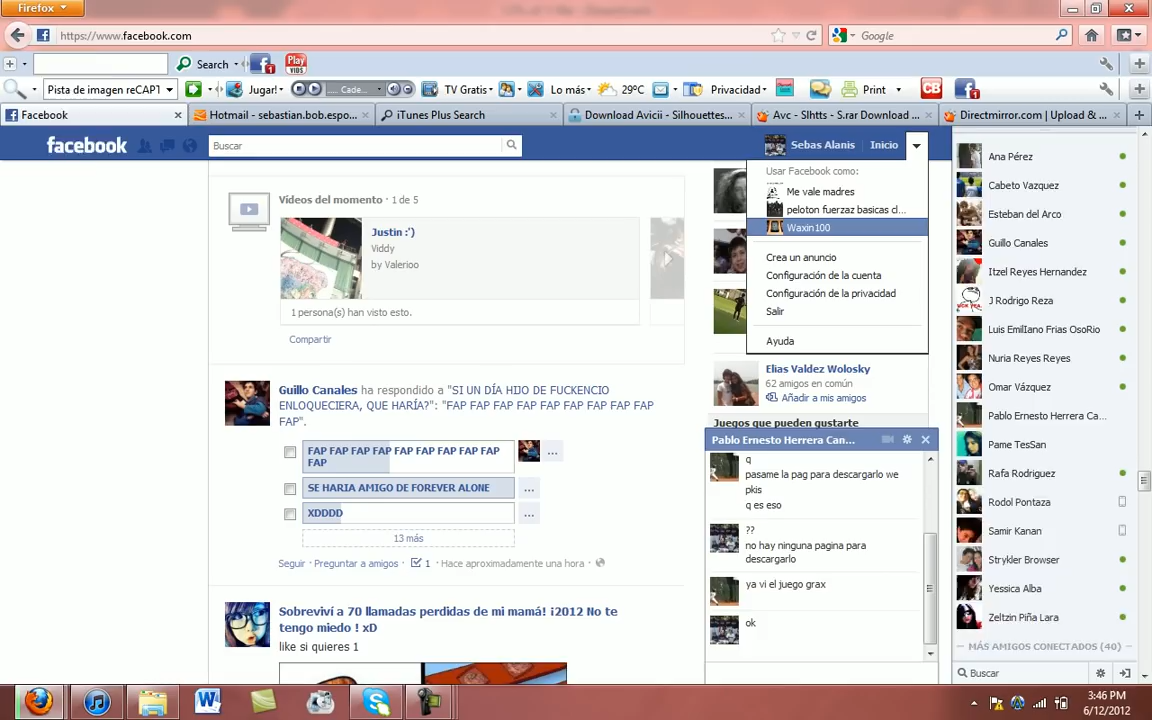 Firefox
https://www.facebook.com
Google
Search
1
Play
VIDS
Pista de imagen reCAPT
Jugar!
Cade...
TV Gratis
Lo más
29ºC
Privacidad
Print
CB
1
Facebook
Hotmail - sebastian.bob.espo...
iTunes Plus Search
Download Avicii - Silhouettes...
Avc - Slhtts - S.rar Download ...
Directmirror.com | Upload & ...
facebook
Buscar
Sebas Alanis
Inicio
Usar Facebook como:
Me vale madres
peloton fuerzaz basicas cl...
Waxin100
Crea un anuncio
Configuración de la cuenta
Configuración de la privacidad
Salir
Ayuda
Vídeos del momento · 1 de 5
Justin :')
Viddy
by Valerioo
1 persona(s) han visto esto.
Compartir
Guillo Canales ha respondido a "SI UN DÍA HIJO DE FUCKENCIO
ENLOQUECIERA, QUE HARÍA?": "FAP FAP FAP FAP FAP FAP FAP FAP FAP
FAP".
FAP FAP FAP FAP FAP FAP FAP FAP FAP
FAP
...
SE HARIA AMIGO DE FOREVER ALONE
...
XDDDD
...
13 más
Seguir · Preguntar a amigos · 1 · Hace aproximadamente una hora ·
Sobreviví a 70 llamadas perdidas de mi mamá! ¡2012 No te
tengo miedo ! xD
like si quieres 1
Elias Valdez Wolosky
62 amigos en común
Añadir a mis amigos
Juegos que pueden gustarte
Pablo Ernesto Herrera Can...
q
pasame la pag para descargarlo we
pkis
q es eso
??
no hay ninguna pagina para
descargarlo
ya vi el juego grax
ok
Ana Pérez
Cabeto Vazquez
Esteban del Arco
Guillo Canales
Itzel Reyes Hernandez
J Rodrigo Reza
Luis EmilIano Frias OsoRio
Nuria Reyes Reyes
Omar Vázquez
Pablo Ernesto Herrera Ca...
Pame TesSan
Rafa Rodriguez
Rodol Pontaza
Samir Kanan
Strykler Browser
Yessica Alba
Zeltzin Piña Lara
MÁS AMIGOS CONECTADOS (40)
Buscar
3:46 PM
6/12/2012